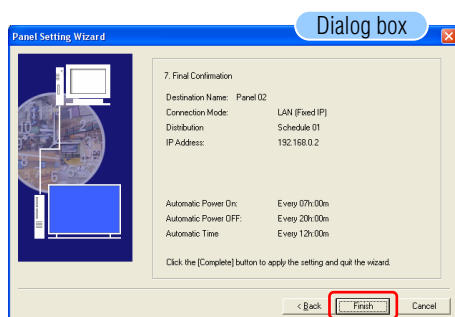 Dialog box
Panel Setting Wizard
7. Final Confirmation
Destination Name: Panel 02
Connection Mode: LAN (Fixed IP)
Distribution Schedule 01
IP Address: 192.168.0.2
Automatic Power On: Every 07h:00m
Automatic Power OFF: Every 20h:00m
Automatic Time Every 12h:00m
Click the [Complete] button to apply the setting and quit the wizard.
< Back Finish Cancel